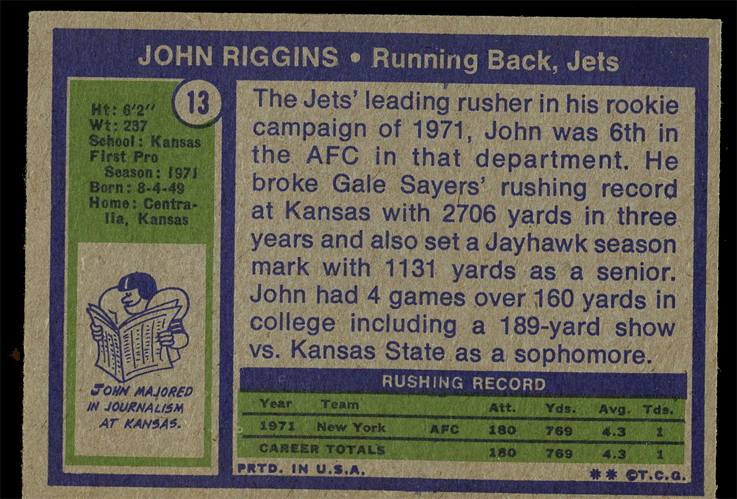 JOHN RIGGINS • Running Back, Jets
13
Ht: 6'2"
Wt: 237
School: Kansas
First Pro
Season: 1971
Born: 8-4-49
Home: Centra-
lia, Kansas
JOHN MAJORED
IN JOURNALISM
AT KANSAS.
The Jets' leading rusher in his rookie
campaign of 1971, John was 6th in
the AFC in that department. He
broke Gale Sayers' rushing record
at Kansas with 2706 yards in three
years and also set a Jayhawk season
mark with 1131 yards as a senior.
John had 4 games over 160 yards in
college including a 189-yard show
vs. Kansas State as a sophomore.
RUSHING RECORD
Year Team Att. Yds. Avg. Tds.
1971 New York AFC 180 769 4.3 1
CAREER TOTALS 180 769 4.3 1
PRTD. IN U.S.A. ** ©T.C.G.